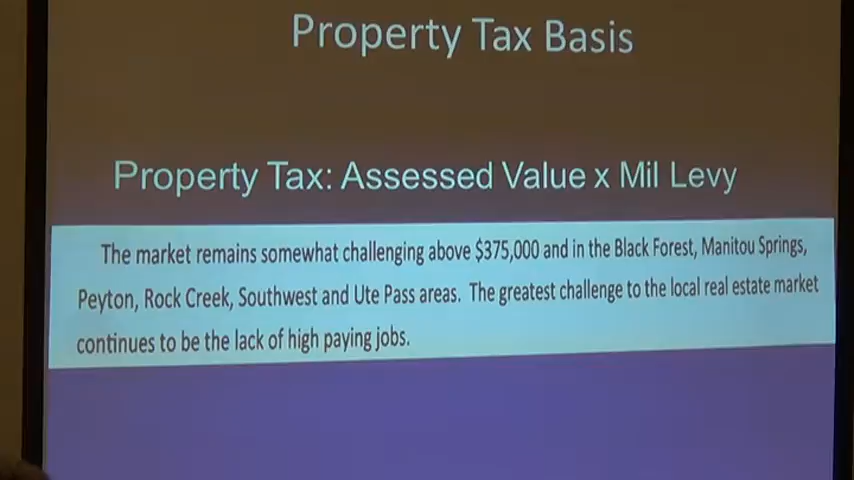 Property Tax Basis
Property Tax: Assessed Value x Mil Levy
The market remains somewhat challenging above $375,000 and in the Black Forest, Manitou Springs,
Peyton, Rock Creek, Southwest and Ute Pass areas. The greatest challenge to the local real estate market
continues to be the lack of high paying jobs.